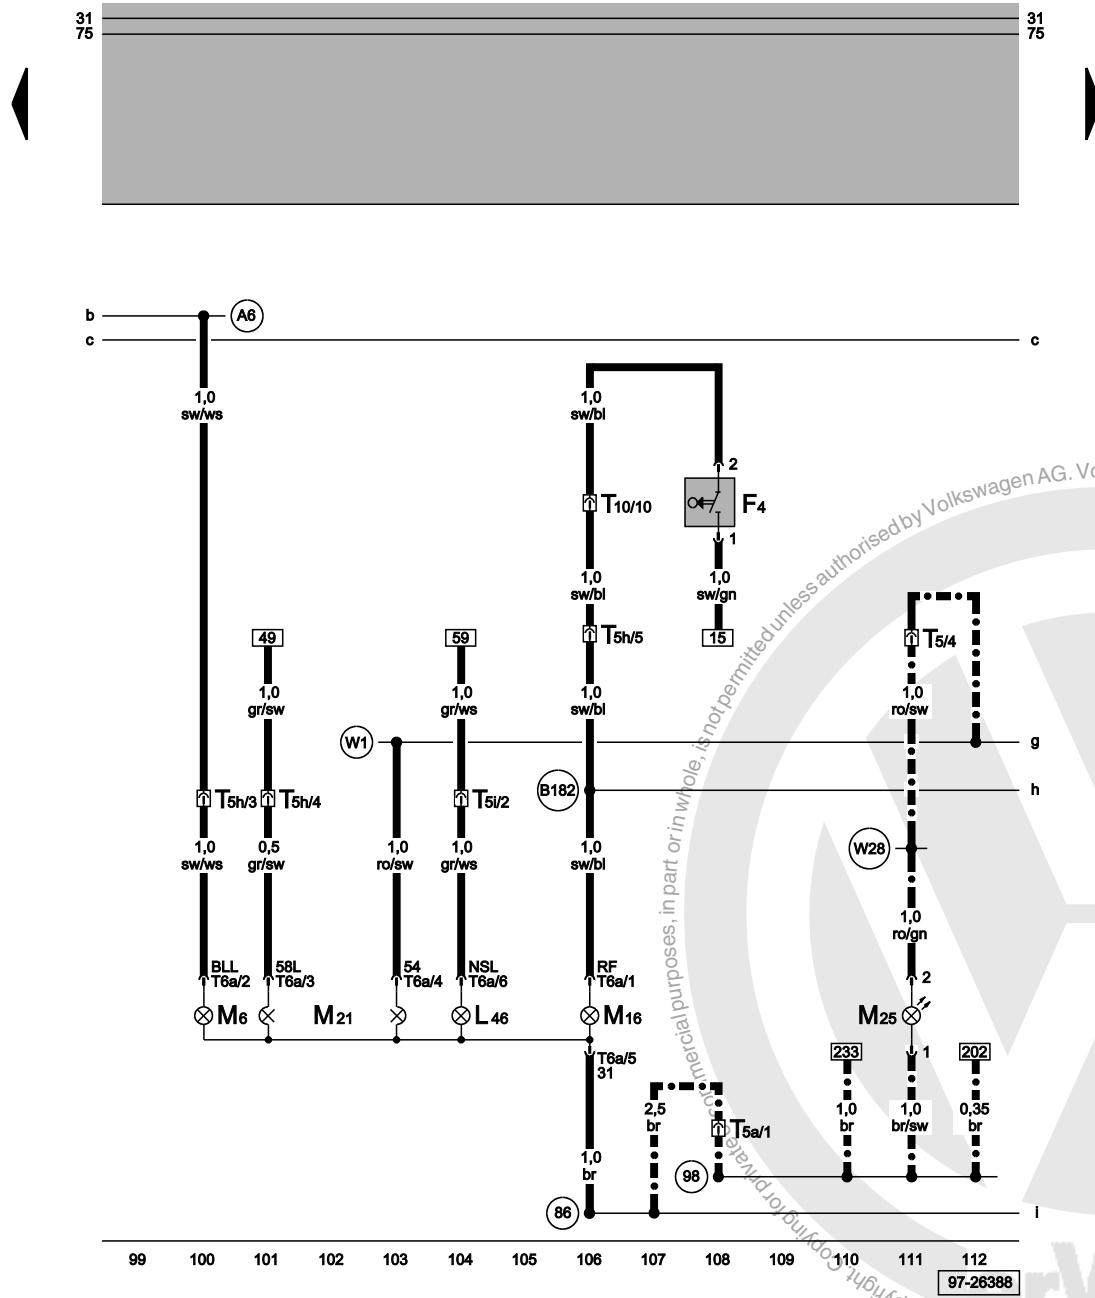 31 31
75 75
b A6
c c
1,0 1,0
sw/ws sw/bl
2
T10/10 F4
1
1,0 1,0
sw/bl sw/gn
49 59 T5h/5 15 T5/4
1,0 1,0 1,0 1,0
gr/sw gr/ws sw/bl ro/sw
W1 g
B182 h
T5h/3 T5h/4 T5i/2
1,0 0,5 1,0 1,0 1,0 W28
sw/ws gr/sw ro/sw gr/ws sw/bl
1,0
ro/gn
BLL 58L 54 NSL RF
T6a/2 T6a/3 T6a/4 T6a/6 T6a/1 2
M6 M21 L46 M16 M25
T6a/5 233 1 202
31
2,5 1,0 1,0 0,35
br br br/sw br
T5a/1
1,0
br 98
86 i
99 100 101 102 103 104 105 106 107 108 109 110 111 112
97-26388
commercial purposes, in part or in whole, is not permitted unless authorised by Volkswagen AG.
Copying for private